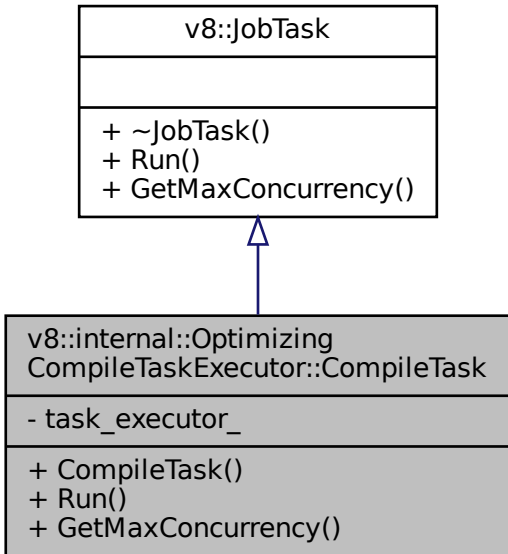 v8::JobTask
+ ~JobTask()
+ Run()
+ GetMaxConcurrency()
v8::internal::Optimizing
CompileTaskExecutor::CompileTask
- task_executor_
+ CompileTask()
+ Run()
+ GetMaxConcurrency()